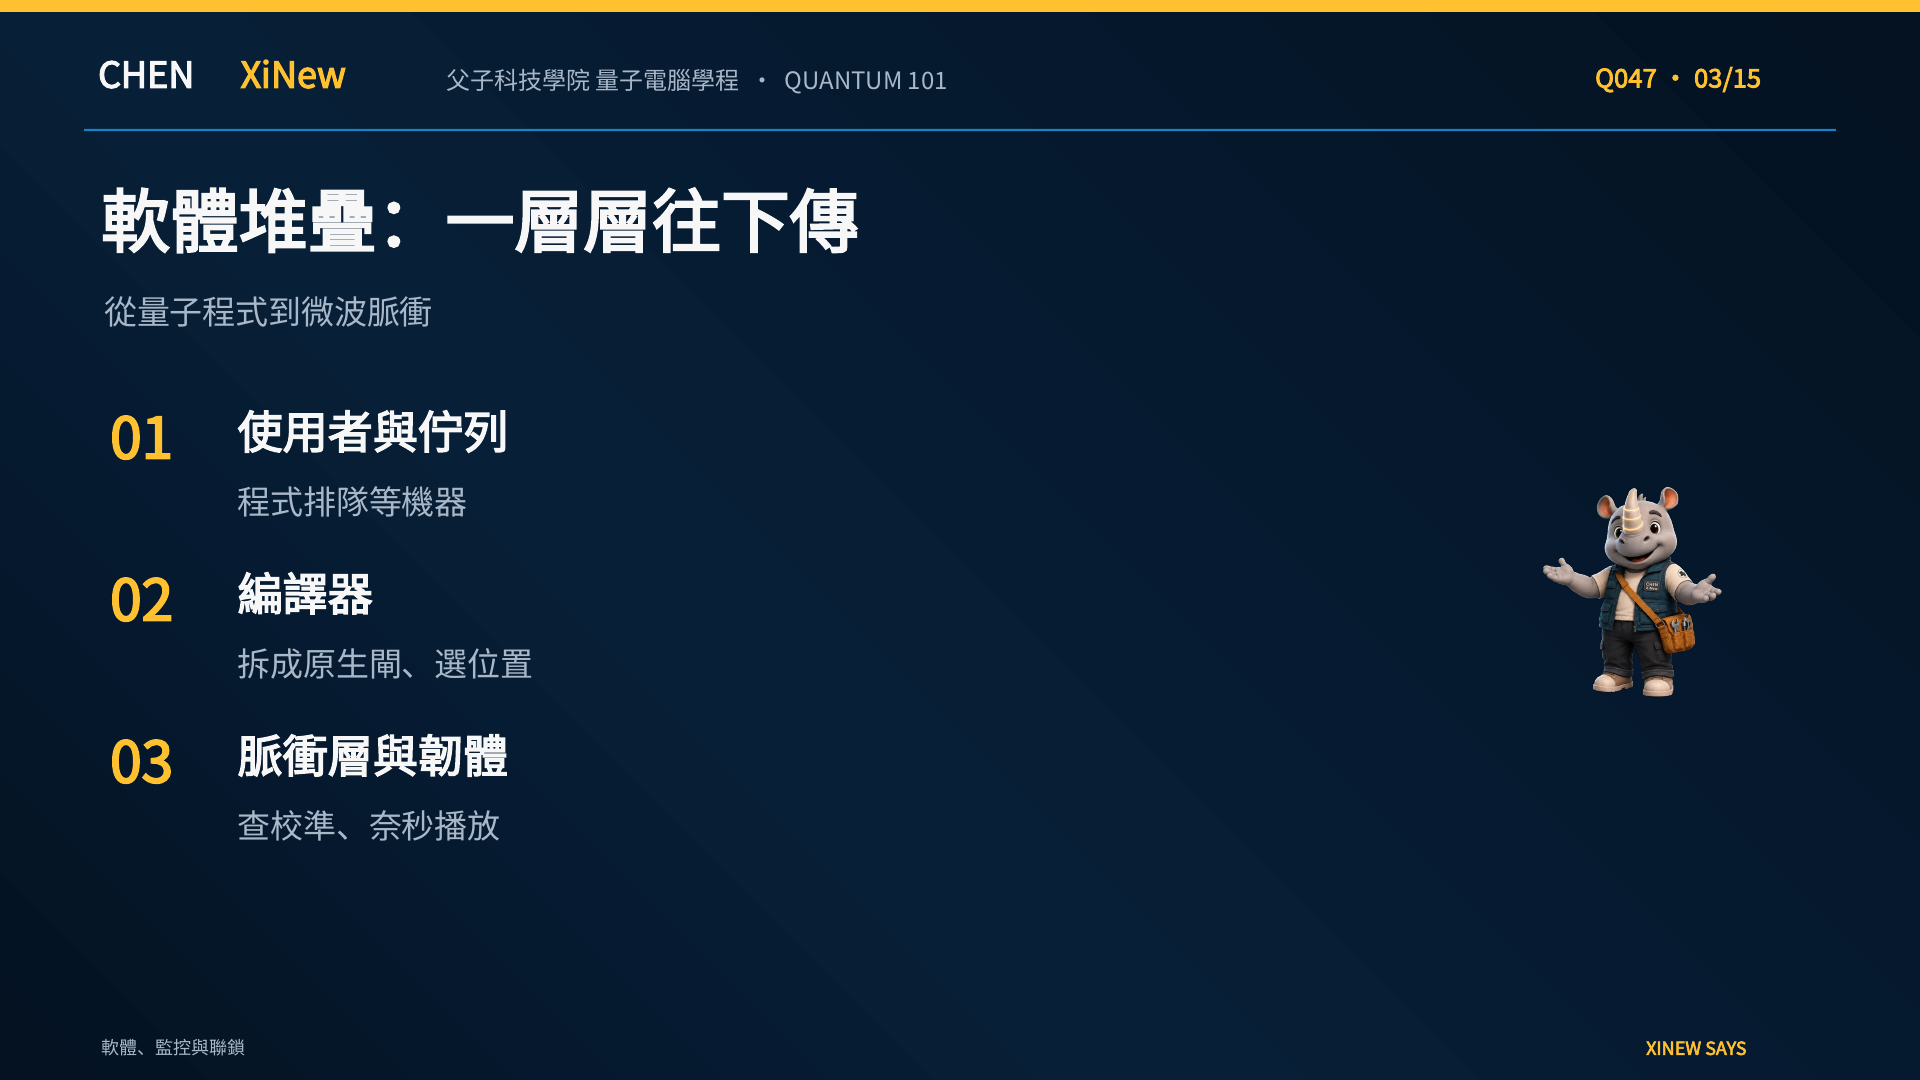 CHEN XiNew 父子科技學院 量子電腦學程 • QUANTUM 101 Q047 • 03/15
軟體堆疊：一層層往下傳
從量子程式到微波脈衝
01 使用者與佇列
程式排隊等機器
02 編譯器
拆成原生閘、選位置
03 脈衝層與韌體
查校準、奈秒播放
CHEN
XiNew
軟體、監控與聯鎖 XINEW SAYS